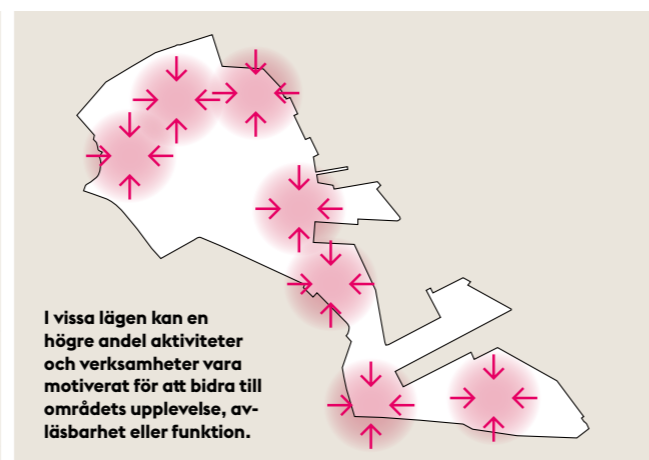 I vissa lägen kan en
högre andel aktiviteter
och verksamheter vara
motiverat för att bidra till
områdets upplevelse, av-
läsbarhet eller funktion.